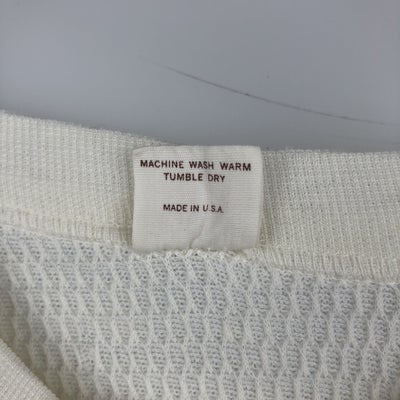 MACHINE WASH WARM
TUMBLE DRY
MADE IN U.S.A.